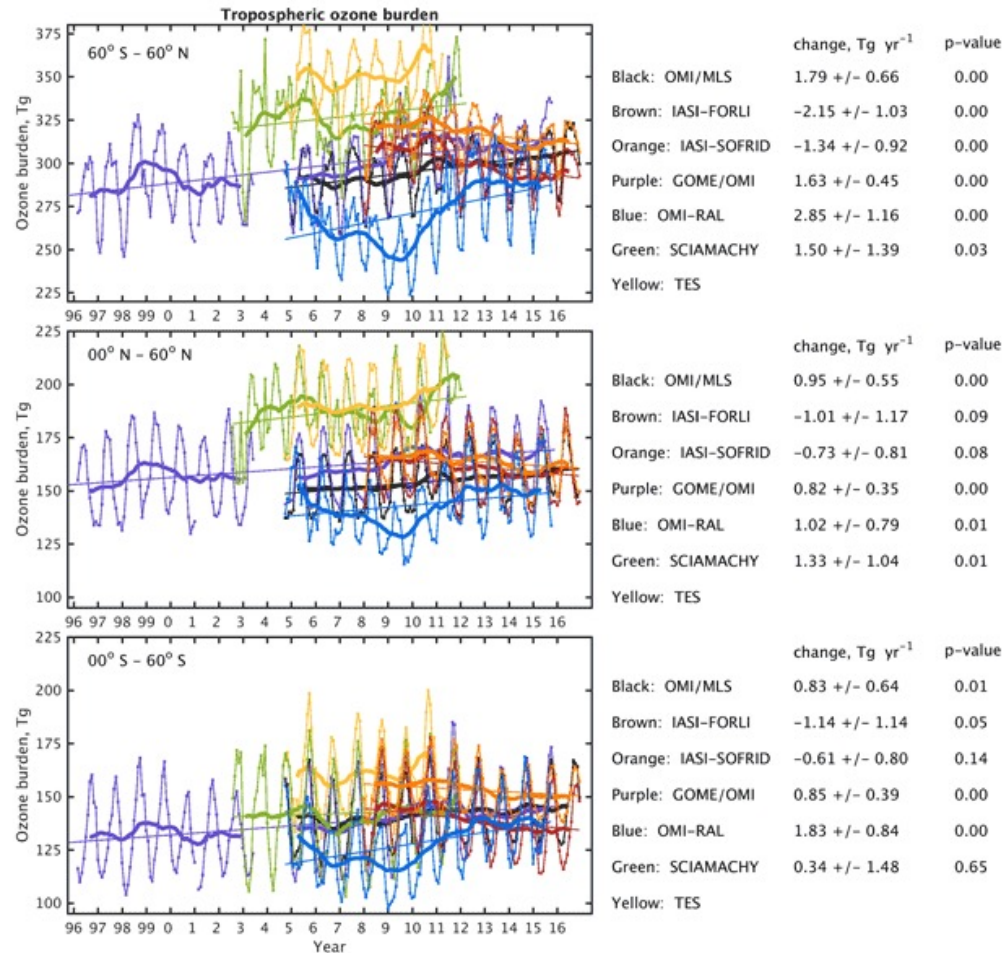 Tropospheric ozone burden
60° S – 60° N
Ozone burden, Tg
375
350
325
300
275
250
225
96 97 98 99 0 1 2 3 4 5 6 7 8 9 10 11 12 13 14 15 16
change, Tg yr⁻¹ p-value
Black: OMI/MLS 1.79 +/- 0.66 0.00
Brown: IASI-FORLI -2.15 +/- 1.03 0.00
Orange: IASI-SOFRID -1.34 +/- 0.92 0.00
Purple: GOME/OMI 1.63 +/- 0.45 0.00
Blue: OMI-RAL 2.85 +/- 1.16 0.00
Green: SCIAMACHY 1.50 +/- 1.39 0.03
Yellow: TES
00° N – 60° N
Ozone burden, Tg
225
200
175
150
125
100
96 97 98 99 0 1 2 3 4 5 6 7 8 9 10 11 12 13 14 15 16
change, Tg yr⁻¹ p-value
Black: OMI/MLS 0.95 +/- 0.55 0.00
Brown: IASI-FORLI -1.01 +/- 1.17 0.09
Orange: IASI-SOFRID -0.73 +/- 0.81 0.08
Purple: GOME/OMI 0.82 +/- 0.35 0.00
Blue: OMI-RAL 1.02 +/- 0.79 0.01
Green: SCIAMACHY 1.33 +/- 1.04 0.01
Yellow: TES
00° S – 60° S
Ozone burden, Tg
225
200
175
150
125
100
96 97 98 99 0 1 2 3 4 5 6 7 8 9 10 11 12 13 14 15 16
Year
change, Tg yr⁻¹ p-value
Black: OMI/MLS 0.83 +/- 0.64 0.01
Brown: IASI-FORLI -1.14 +/- 1.14 0.05
Orange: IASI-SOFRID -0.61 +/- 0.80 0.14
Purple: GOME/OMI 0.85 +/- 0.39 0.00
Blue: OMI-RAL 1.83 +/- 0.84 0.00
Green: SCIAMACHY 0.34 +/- 1.48 0.65
Yellow: TES